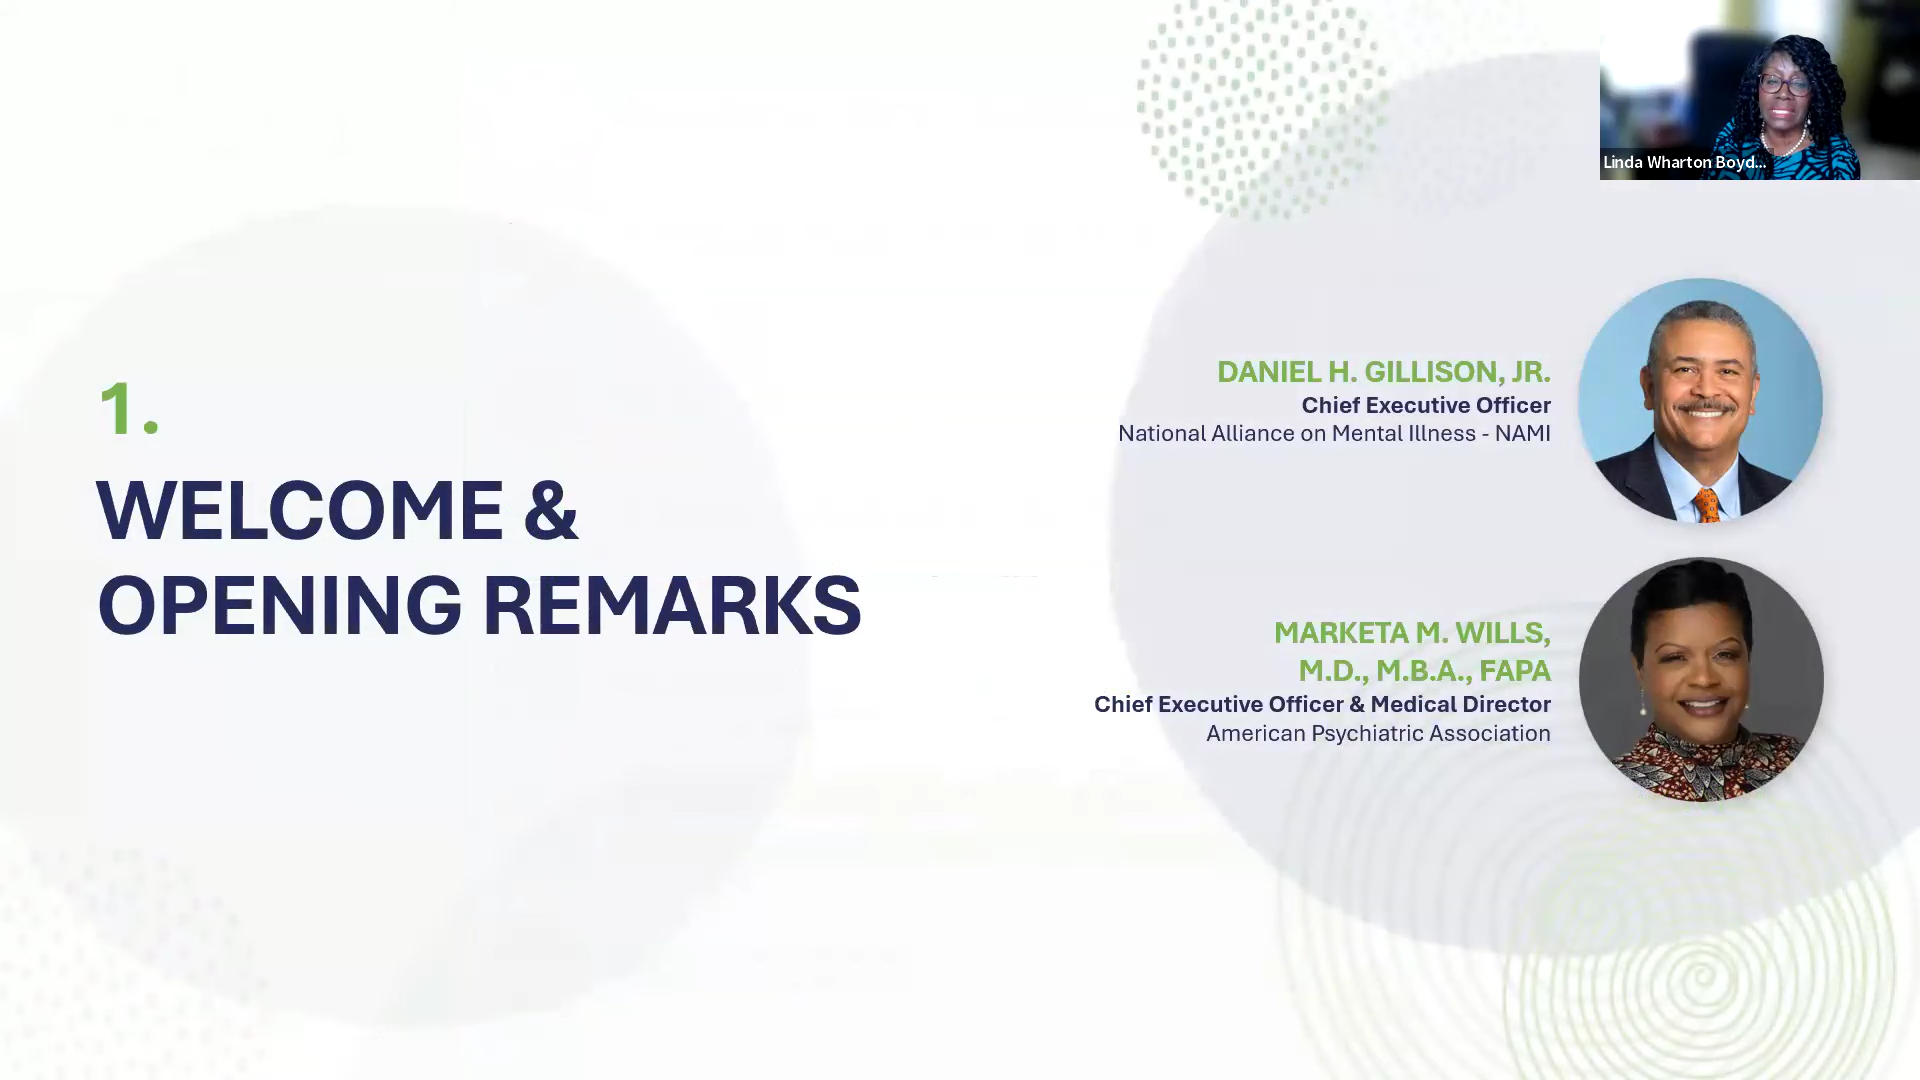 Linda Wharton Boyd...
1.
WELCOME &
OPENING REMARKS
DANIEL H. GILLISON, JR.
Chief Executive Officer
National Alliance on Mental Illness - NAMI
MARKETA M. WILLS,
M.D., M.B.A., FAPA
Chief Executive Officer & Medical Director
American Psychiatric Association